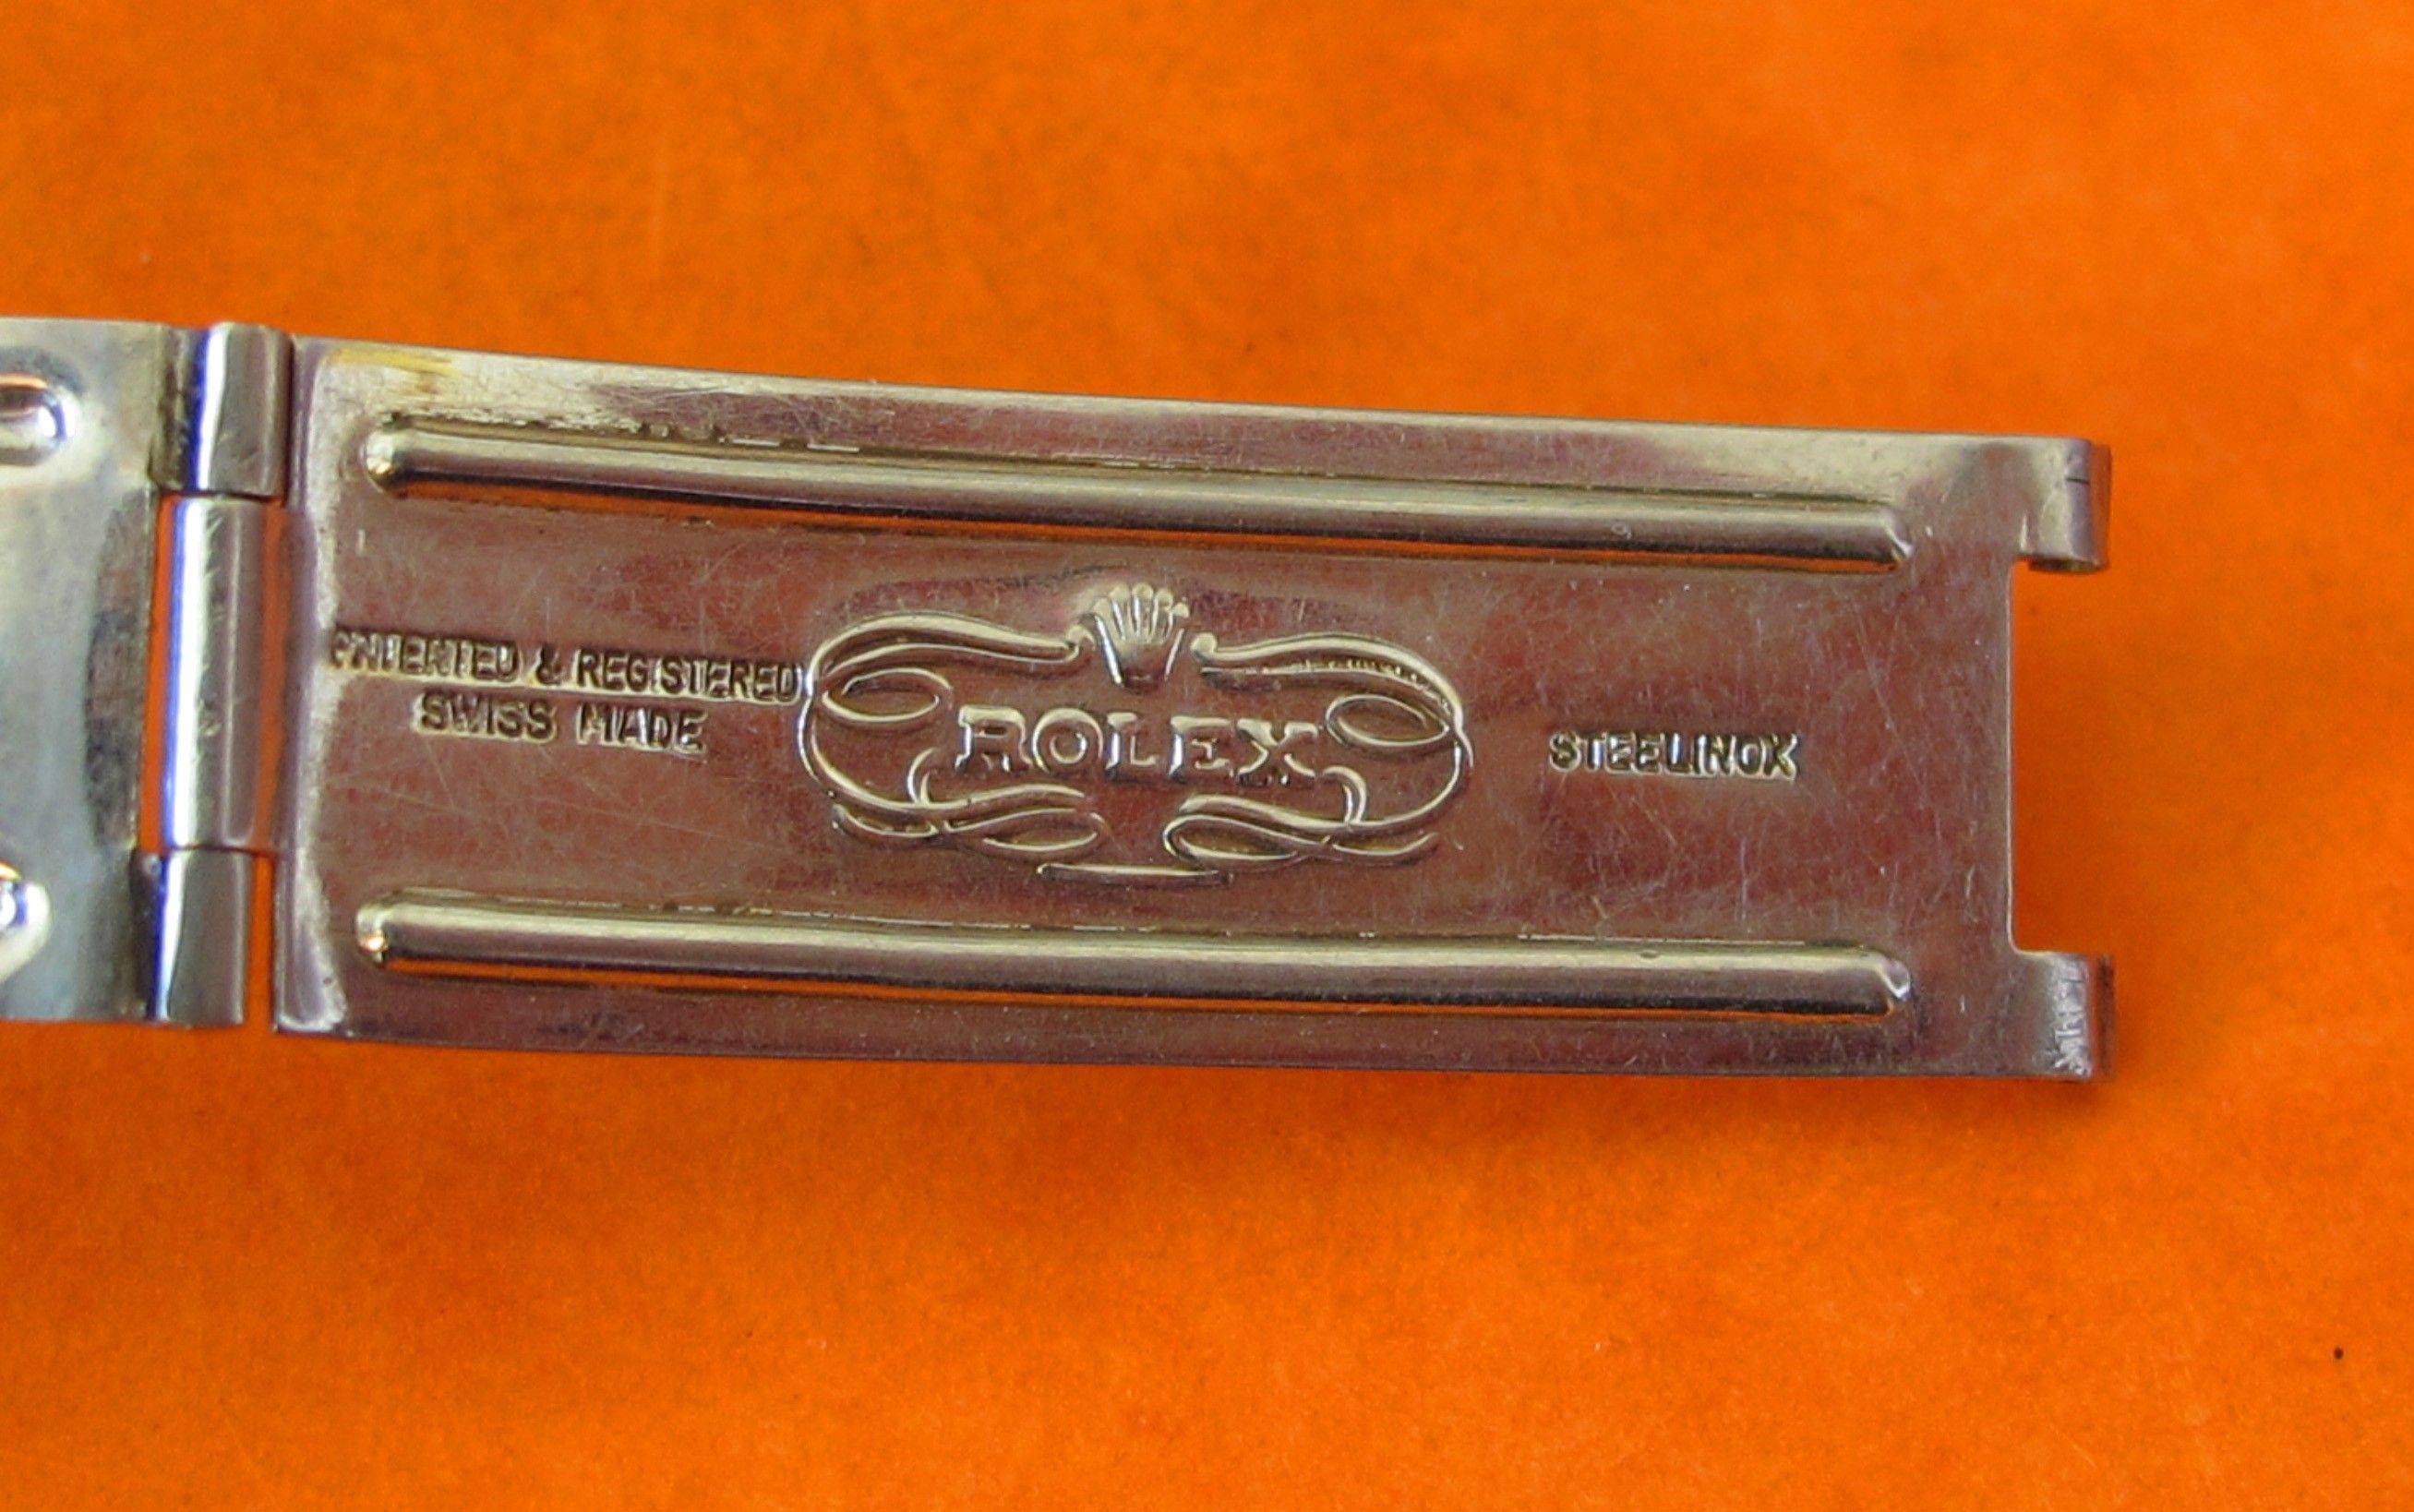 PATENTED & REGISTERED
SWISS MADE
ROLEX
STEELINOX